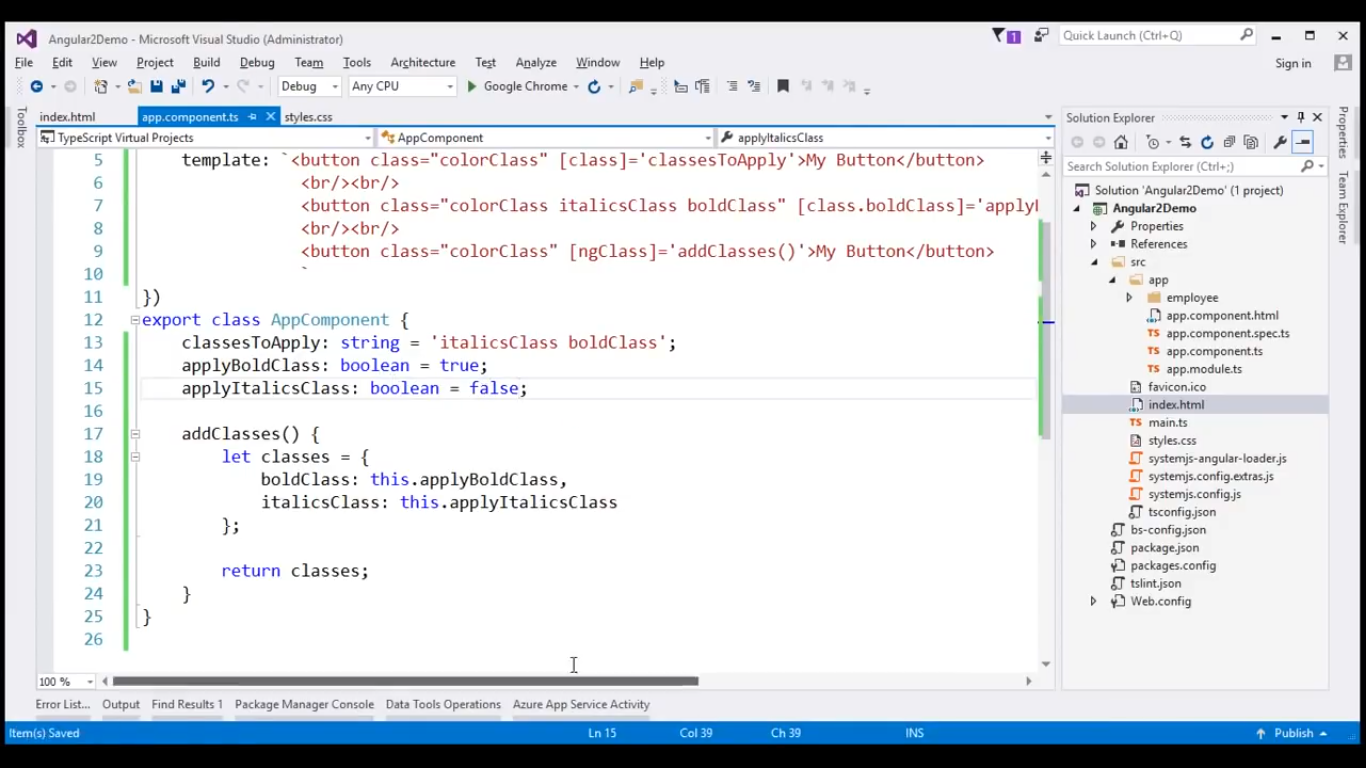 Angular2Demo - Microsoft Visual Studio (Administrator)
1
Quick Launch (Ctrl+Q)
File Edit View Project Build Debug Team Tools Architecture Test Analyze Window Help
Sign in
Debug Any CPU Google Chrome
Toolbox
index.html app.component.ts styles.css
TypeScript Virtual Projects AppComponent applyItalicsClass
5 template: `<button class="colorClass" [class]='classesToApply'>My Button</button>
6 <br/><br/>
7 <button class="colorClass italicsClass boldClass" [class.boldClass]='apply
8 <br/><br/>
9 <button class="colorClass" [ngClass]='addClasses()'>My Button</button>
10 `
11 })
12 export class AppComponent {
13 classesToApply: string = 'italicsClass boldClass';
14 applyBoldClass: boolean = true;
15 applyItalicsClass: boolean = false;
16
17 addClasses() {
18 let classes = {
19 boldClass: this.applyBoldClass,
20 italicsClass: this.applyItalicsClass
21 };
22
23 return classes;
24 }
25 }
26
100 %
Solution Explorer
Search Solution Explorer (Ctrl+;)
Solution 'Angular2Demo' (1 project)
Angular2Demo
Properties
References
src
app
employee
app.component.html
app.component.spec.ts
app.component.ts
app.module.ts
favicon.ico
index.html
main.ts
styles.css
systemjs-angular-loader.js
systemjs.config.extras.js
systemjs.config.js
tsconfig.json
bs-config.json
package.json
packages.config
tslint.json
Web.config
Properties
Team Explorer
Error List... Output Find Results 1 Package Manager Console Data Tools Operations Azure App Service Activity
Item(s) Saved Ln 15 Col 39 Ch 39 INS Publish